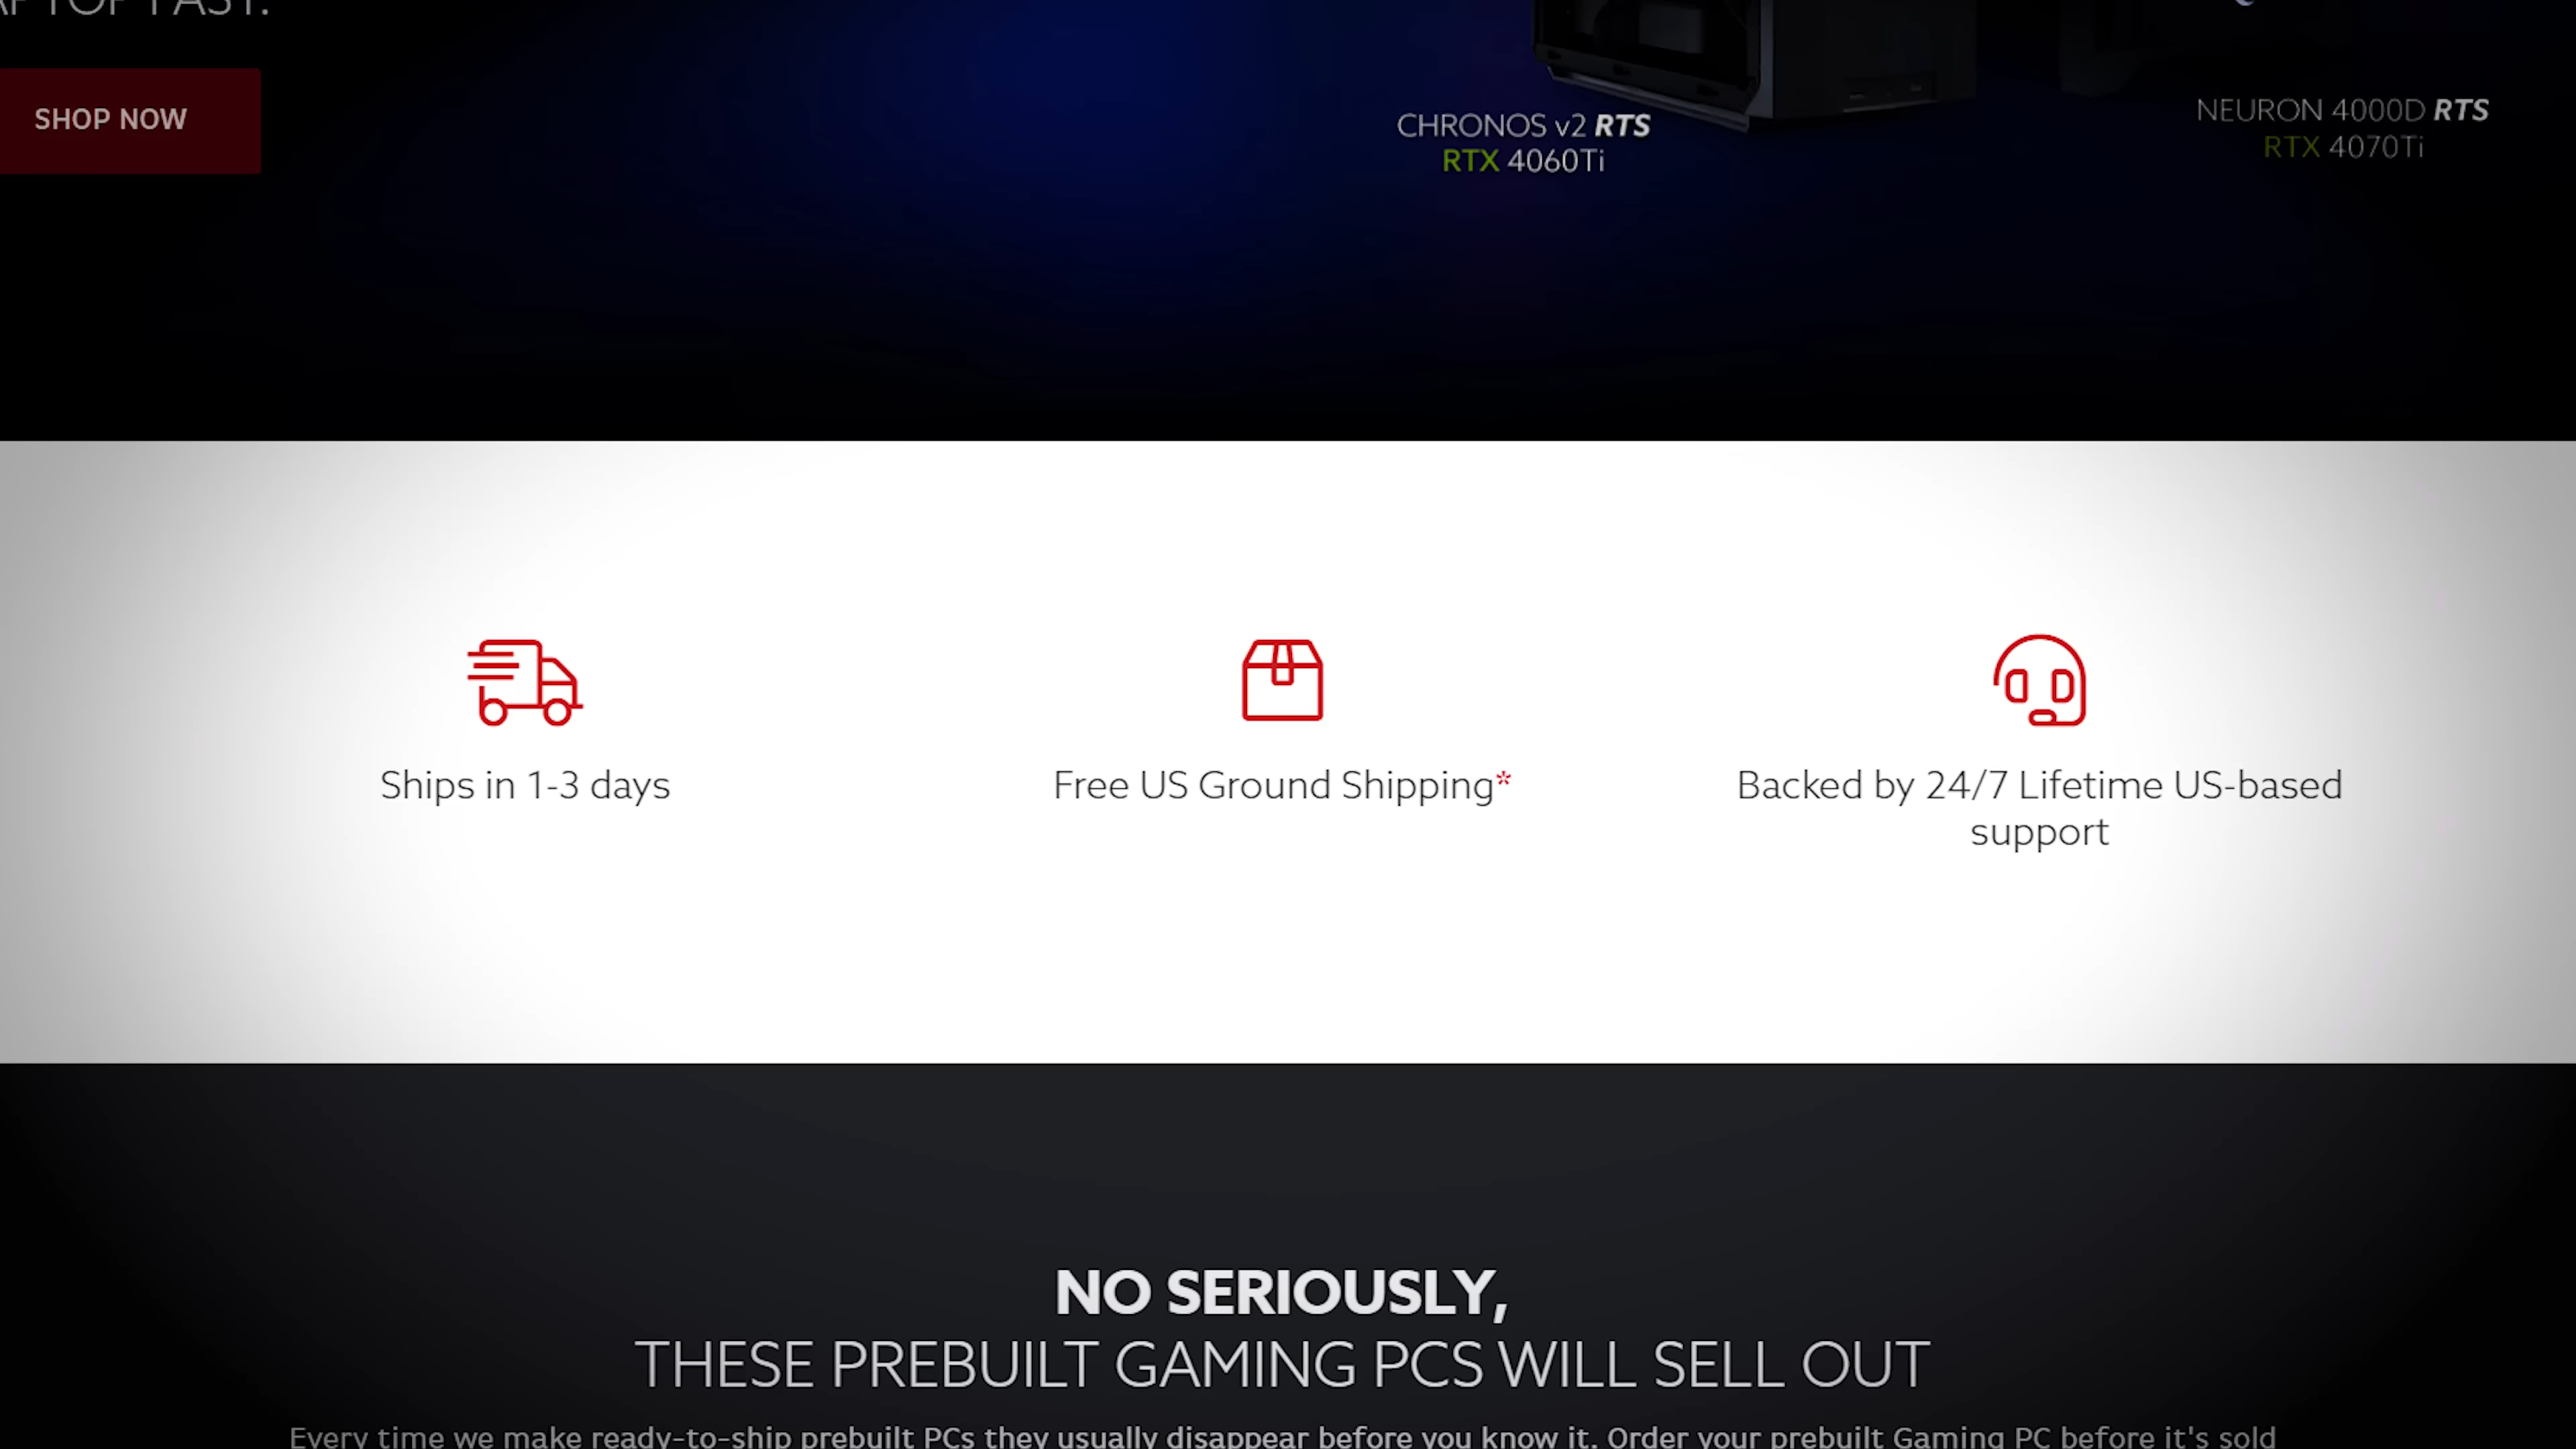 FAST.
SHOP NOW
CHRONOS v2 RTS
RTX 4060Ti
NEURON 4000D RTS
RTX 4070Ti
Ships in 1-3 days
Free US Ground Shipping*
Backed by 24/7 Lifetime US-based
support
NO SERIOUSLY,
THESE PREBUILT GAMING PCS WILL SELL OUT
Every time we make ready-to-ship prebuilt PCs they usually disappear before you know it. Order your prebuilt Gaming PC before it's sold